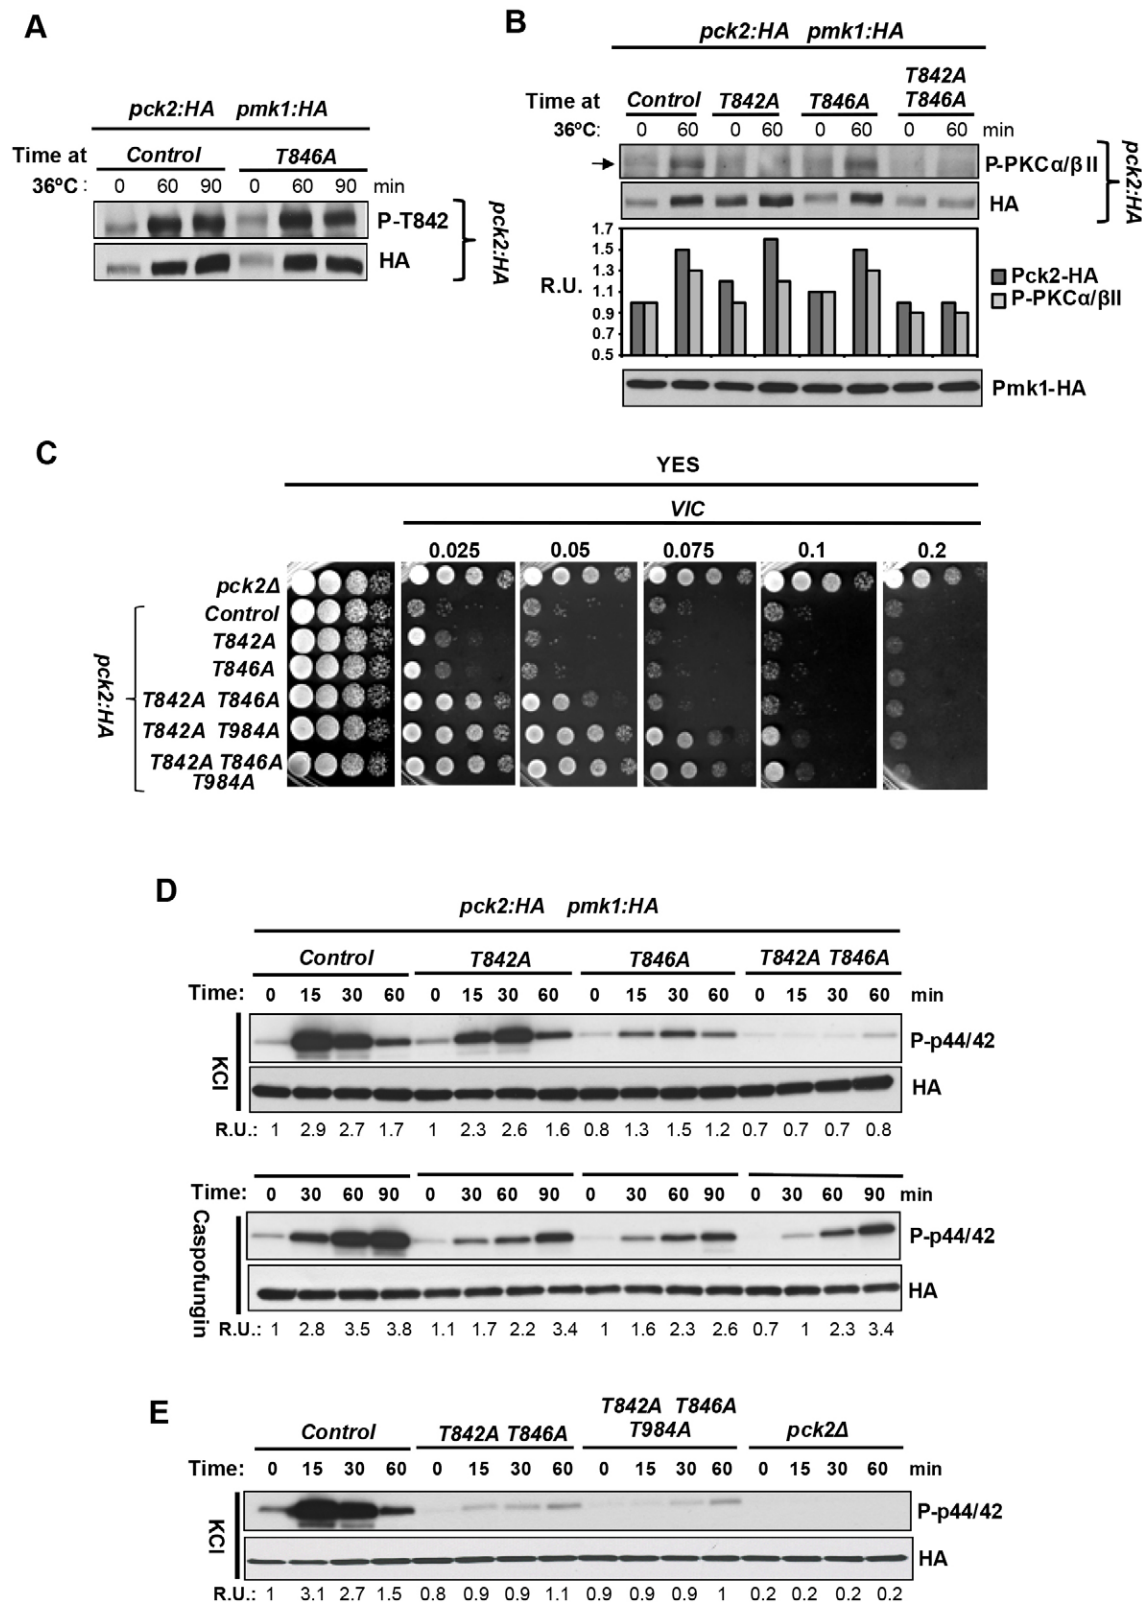 A
pck2:HA pmk1:HA
Time at Control T846A
36ºC : 0 60 90 0 60 90 min
P-T842
HA
pck2:HA
B
pck2:HA pmk1:HA
T842A
Time at Control T842A T846A T846A
36ºC: 0 60 0 60 0 60 0 60 min
P-PKCα/β II
HA
pck2:HA
1.7
1.5
1.3
1.1
0.9
0.7
0.5
R.U.
Pck2-HA
P-PKCα/βII
Pmk1-HA
C
YES
VIC
0.025 0.05 0.075 0.1 0.2
pck2Δ
Control
T842A
T846A
T842A T846A
T842A T984A
T842A T846A
T984A
pck2:HA
D
pck2:HA pmk1:HA
Control T842A T846A T842A T846A
Time: 0 15 30 60 0 15 30 60 0 15 30 60 0 15 30 60 min
KCl
P-p44/42
HA
R.U.: 1 2.9 2.7 1.7 1 2.3 2.6 1.6 0.8 1.3 1.5 1.2 0.7 0.7 0.7 0.8
Time: 0 30 60 90 0 30 60 90 0 30 60 90 0 30 60 90 min
Caspofungin
P-p44/42
HA
R.U.: 1 2.8 3.5 3.8 1.1 1.7 2.2 3.4 1 1.6 2.3 2.6 0.7 1 2.3 3.4
E
T842A T846A
Control T842A T846A T984A pck2Δ
Time: 0 15 30 60 0 15 30 60 0 15 30 60 0 15 30 60 min
KCl
P-p44/42
HA
R.U.: 1 3.1 2.7 1.5 0.8 0.9 0.9 1.1 0.9 0.9 0.9 1 0.2 0.2 0.2 0.2